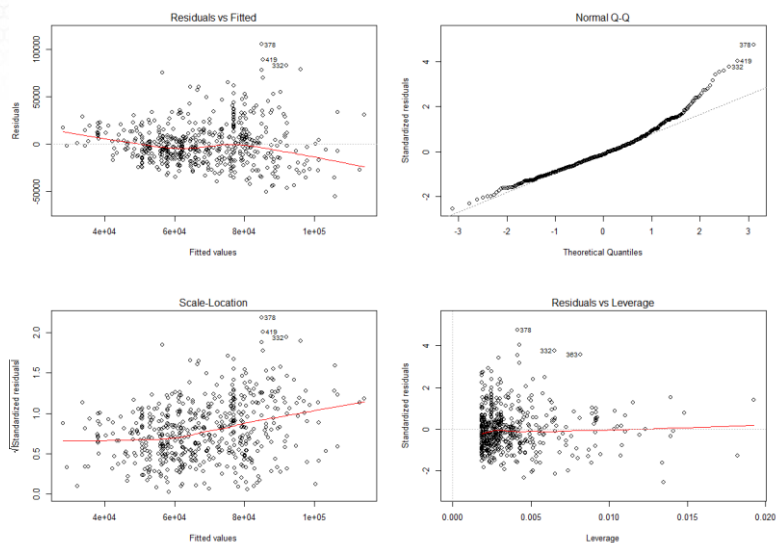 Residuals vs Fitted
Residuals
100000
50000
0
-50000
378
419
332
4e+04 6e+04 8e+04 1e+05
Fitted values
Normal Q-Q
Standardized residuals
4
2
0
-2
378
419
332
-3 -2 -1 0 1 2 3
Theoretical Quantiles
Scale-Location
√|Standardized residuals|
2.0
1.5
1.0
0.5
0.0
378
419
332
4e+04 6e+04 8e+04 1e+05
Fitted values
Residuals vs Leverage
Standardized residuals
4
2
0
-2
378
332
383
0.000 0.005 0.010 0.015 0.020
Leverage